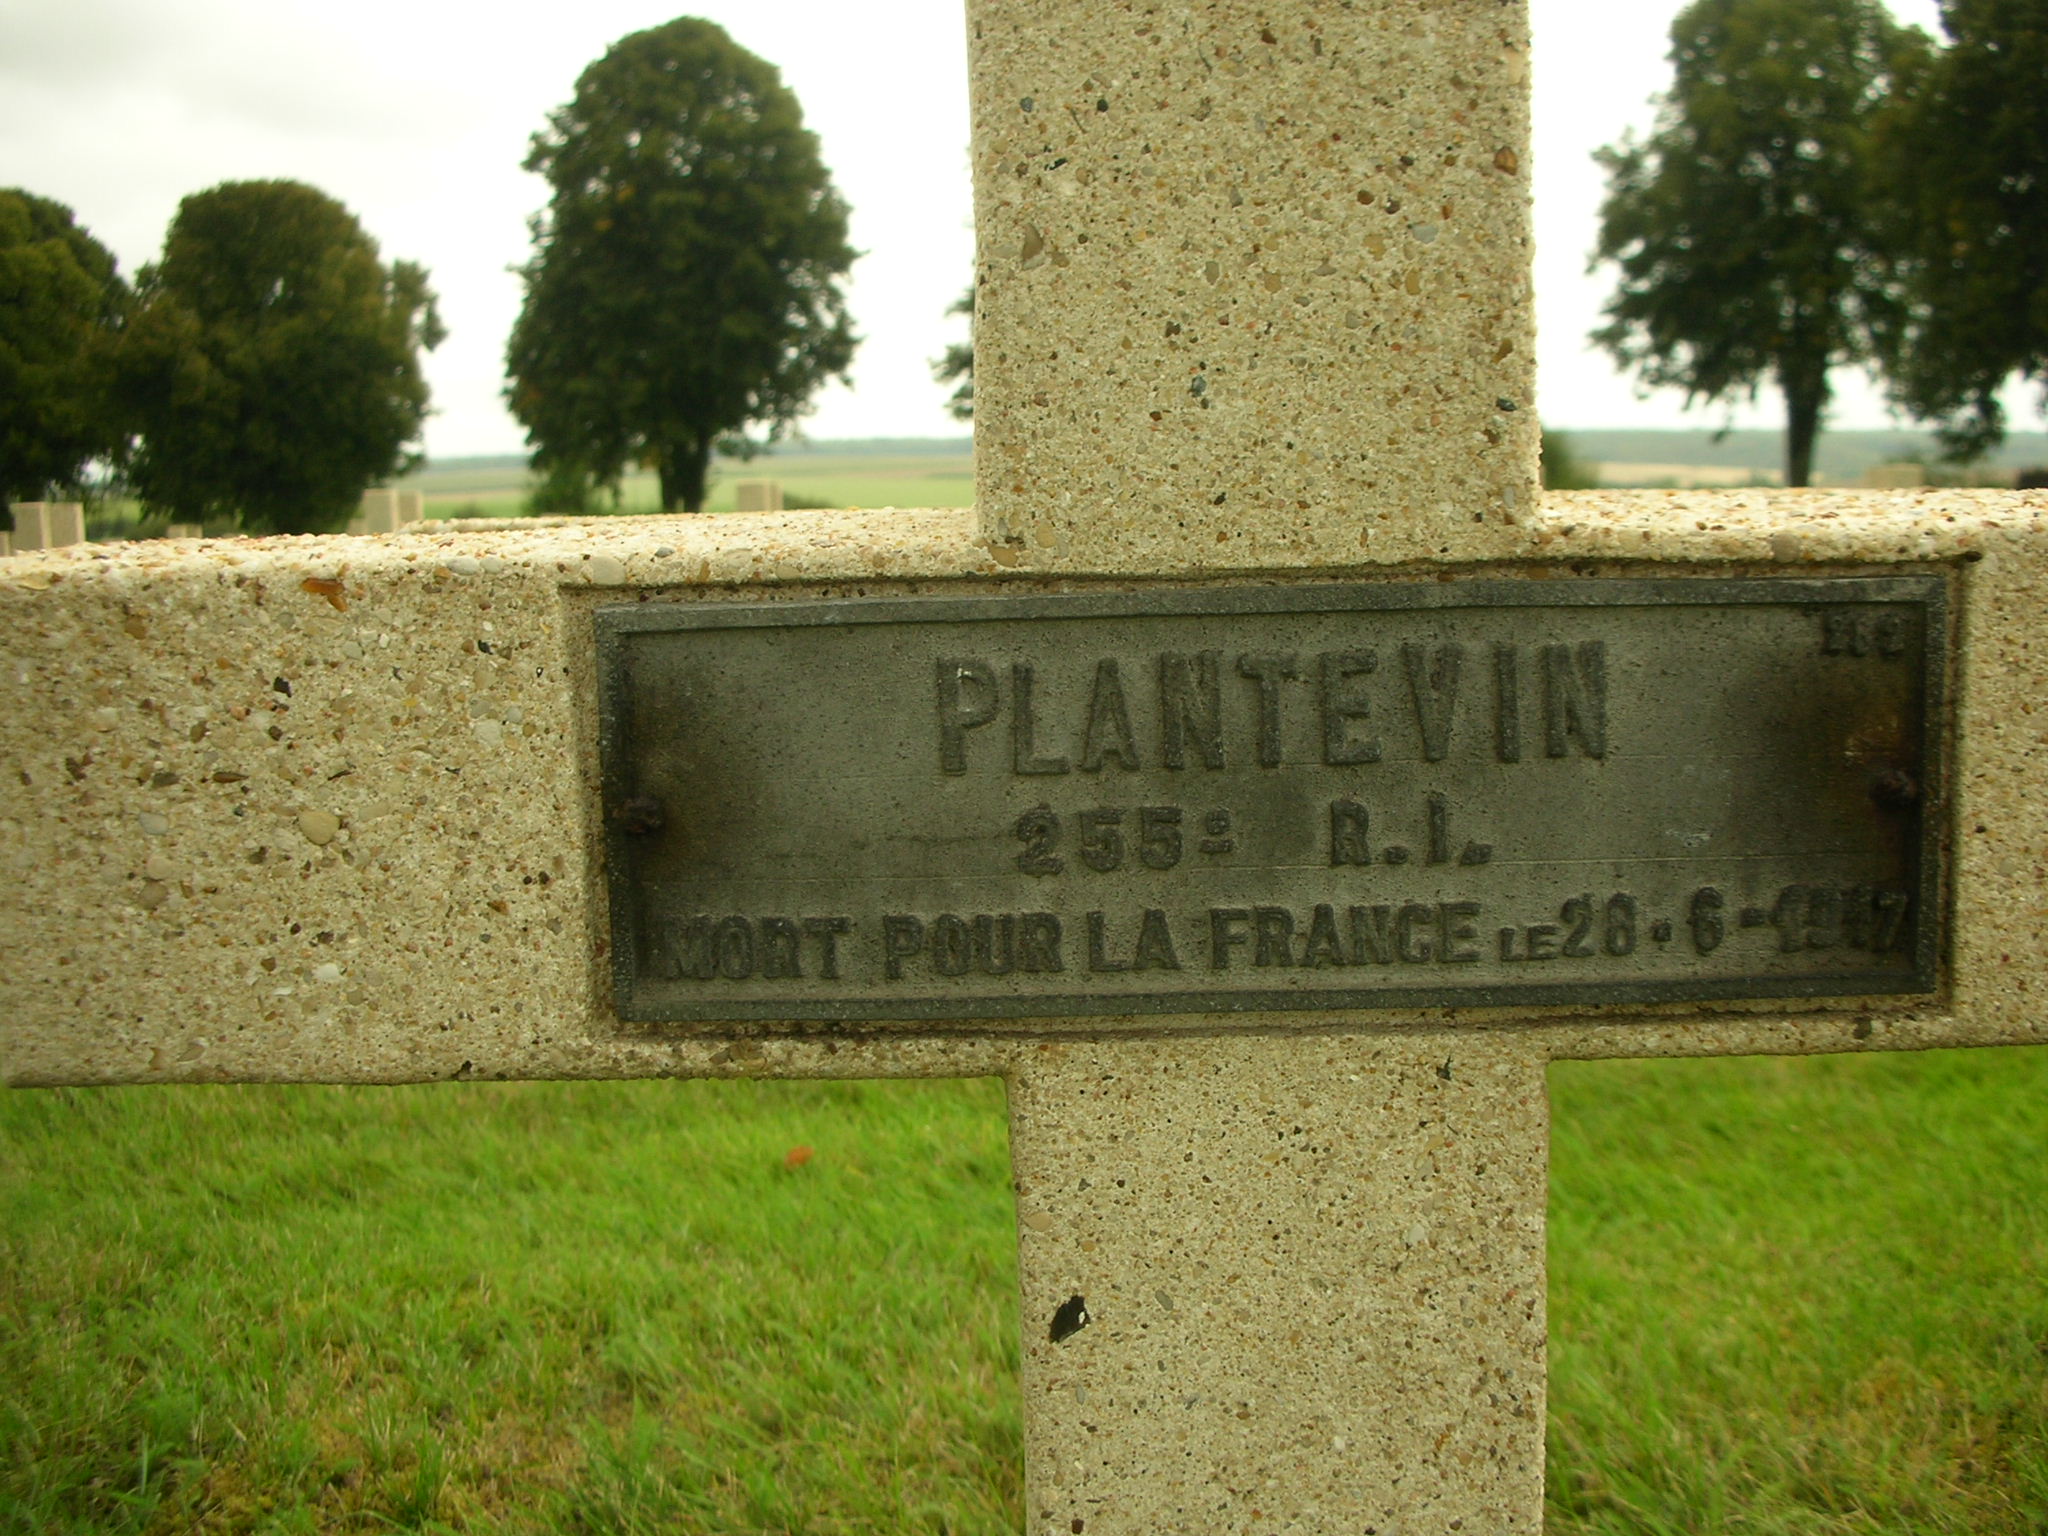 PLANTEVIN
255E R.I.
MORT POUR LA FRANCE LE 28-6-1917